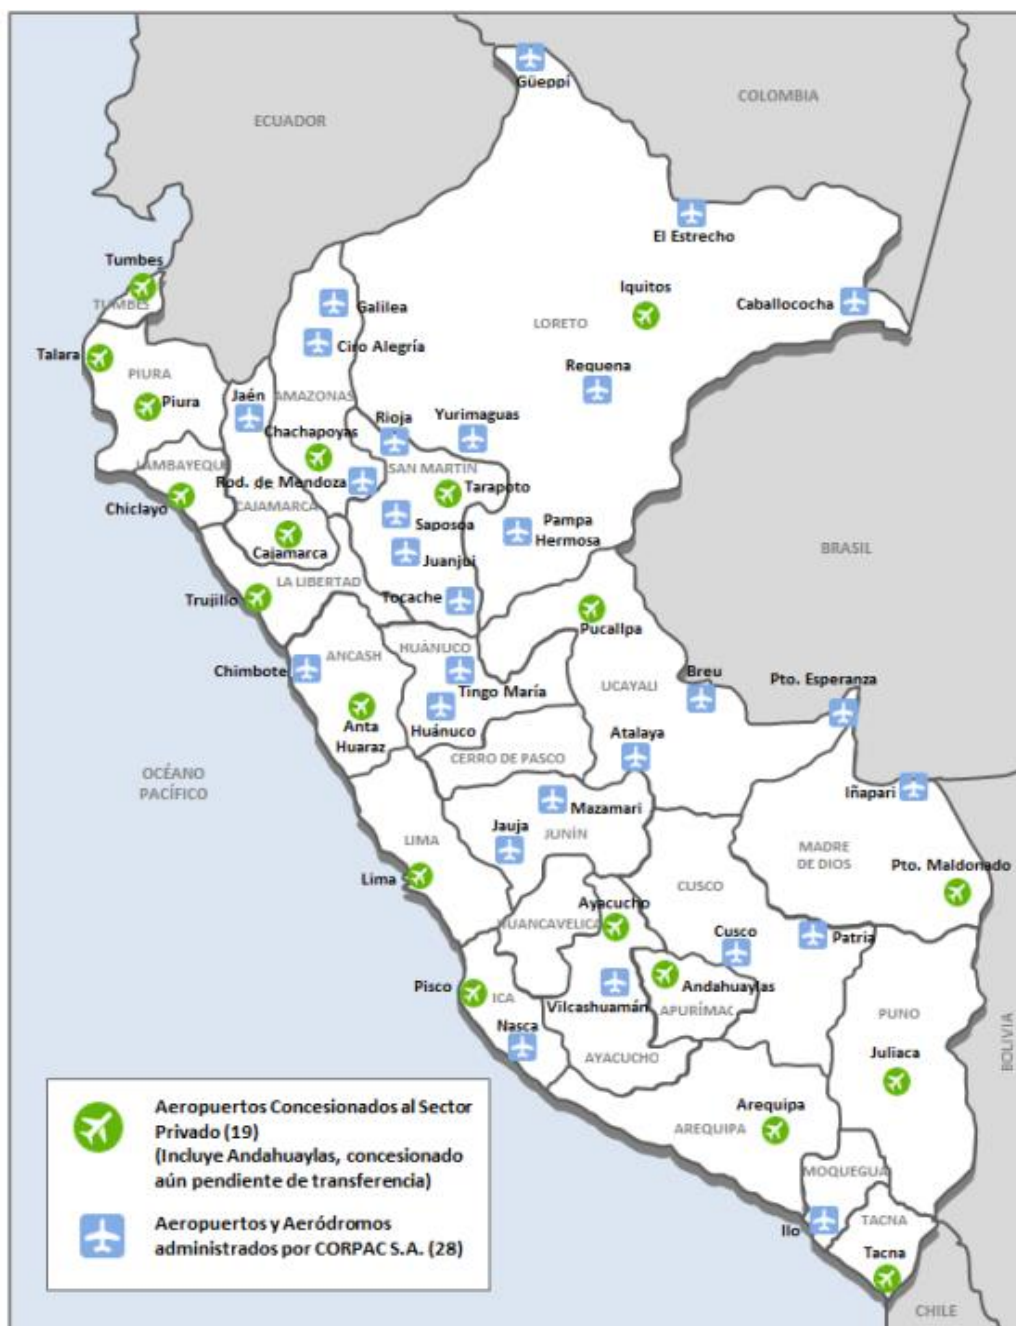 Güeppí
COLOMBIA
ECUADOR
El Estrecho
Tumbes
TUMBES
Galilea
Iquitos
Caballococha
LORETO
Ciro Alegría
Talara
PIURA
Requena
Piura
Jaén
AMAZONAS
Rioja
Yurimaguas
Chachapoyas
LAMBAYEQUE
SAN MARTÍN
Rod. de Mendoza
Tarapoto
Chiclayo
CAJAMARCA
Saposoa
Pampa
Hermosa
BRASIL
Cajamarca
Juanjui
LA LIBERTAD
Trujillo
Tocache
Pucallpa
ANCASH
HUÁNUCO
Chimbote
Breu
Pto. Esperanza
Tingo María
UCAYALI
Anta
Huaraz
Huánuco
Atalaya
CERRO DE PASCO
OCÉANO
PACÍFICO
Iñapari
Mazamari
Jauja
JUNÍN
LIMA
MADRE
DE DIOS
Pto. Maldonado
Lima
CUSCO
Ayacucho
HUANCAVELICA
Cusco
Patria
Pisco
ICA
Andahuaylas
Vilcashuamán
APURÍMAC
PUNO
Nasca
BOLIVIA
AYACUCHO
Juliaca
Arequipa
AREQUIPA
MOQUEGUA
Ilo
TACNA
Tacna
CHILE
Aeropuertos Concesionados al Sector
Privado (19)
(Incluye Andahuaylas, concesionado
aún pendiente de transferencia)
Aeropuertos y Aeródromos
administrados por CORPAC S.A. (28)